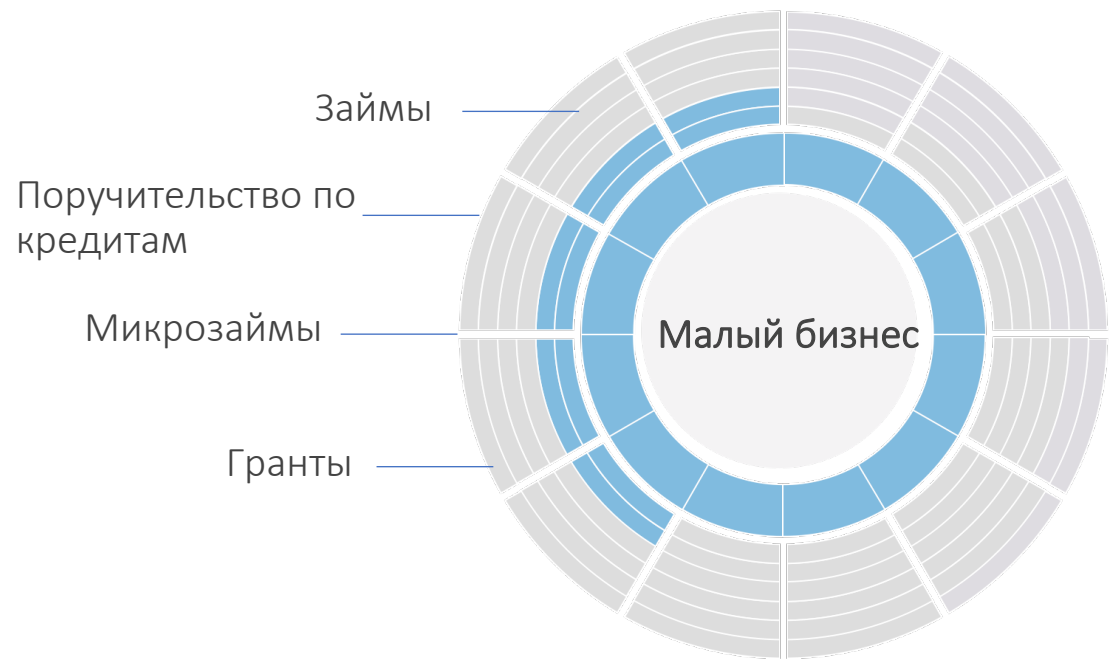 Займы
Поручительство по
кредитам
Микрозаймы
Малый бизнес
Гранты